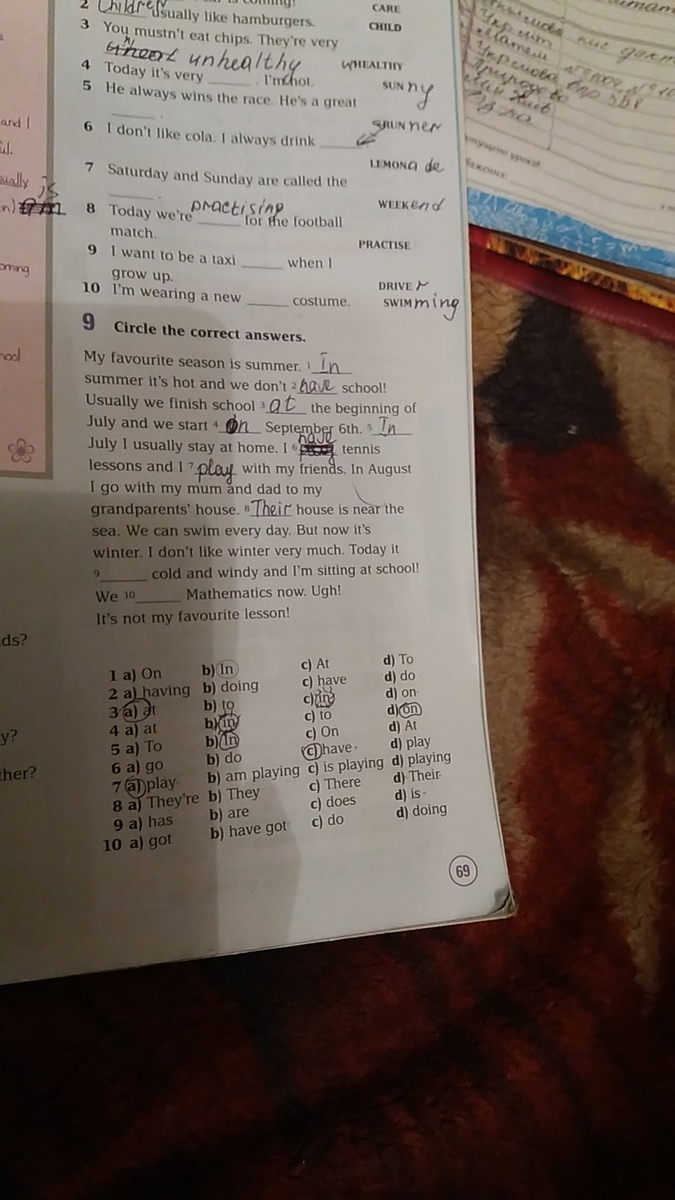 2 Children usually like hamburgers.
CARE
CHILD
3 You mustn't eat chips. They're very
unhealthy
HEALTHY
4 Today it's very ______ . I'm hot.
SUNny
5 He always wins the race. He's a great
______ .
RUNner
6 I don't like cola. I always drink ______
LEMONade
7 Saturday and Sunday are called the
______ .
WEEKend
8 Today we're practising for the football
match.
PRACTISE
9 I want to be a taxi ______ when I
grow up.
DRIVEr
10 I'm wearing a new ______ costume.
SWIMming
9 Circle the correct answers.
My favourite season is summer. 1 In
summer it's hot and we don't 2 have school!
Usually we finish school 3 at the beginning of
July and we start 4 on September 6th. 5 In
July I usually stay at home. I 6 have tennis
lessons and I 7 play with my friends. In August
I go with my mum and dad to my
grandparents' house. 8 Their house is near the
sea. We can swim every day. But now it's
winter. I don't like winter very much. Today it
9 ______ cold and windy and I'm sitting at school!
We 10 ______ Mathematics now. Ugh!
It's not my favourite lesson!
1 a) On b) In c) At d) To
2 a) having b) doing c) have d) do
3 a) at b) to c) in d) on
4 a) at b) in c) to d) on
5 a) To b) In c) On d) At
6 a) go b) do c) have d) play
7 a) play b) am playing c) is playing d) playing
8 a) They're b) They c) There d) Their
9 a) has b) are c) does d) is
10 a) got b) have got c) do d) doing
69
and I
is
ds?
y?
ther?